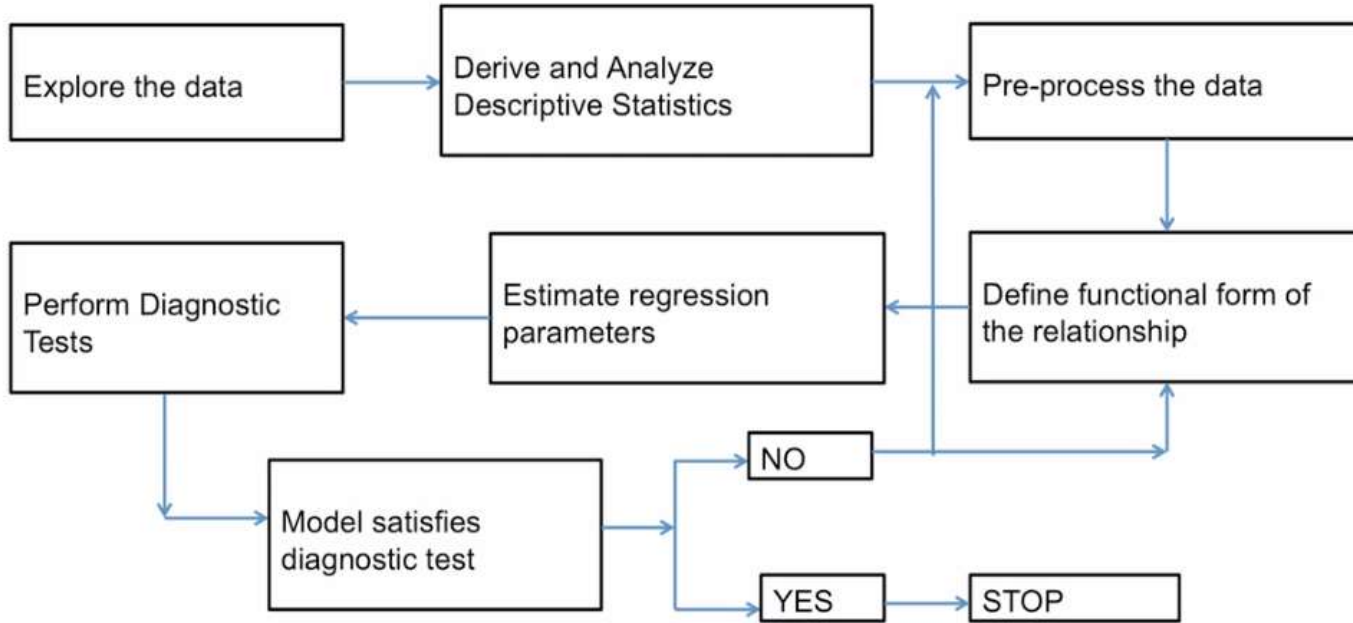 Explore the data
Derive and Analyze
Descriptive Statistics
Pre-process the data
Define functional form of
the relationship
Estimate regression
parameters
Perform Diagnostic
Tests
Model satisfies
diagnostic test
NO
YES
STOP